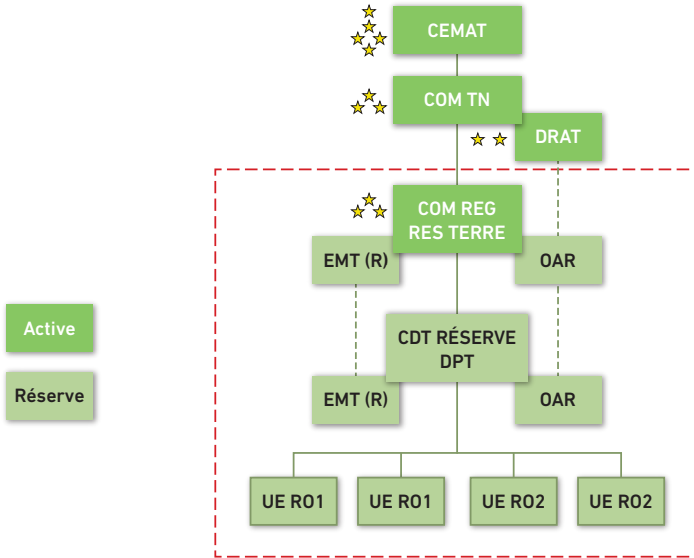 CEMAT
COM TN
DRAT
COM REG
RES TERRE
EMT (R)
OAR
Active
CDT RÉSERVE
DPT
Réserve
EMT (R)
OAR
UE RO1
UE RO1
UE RO2
UE RO2